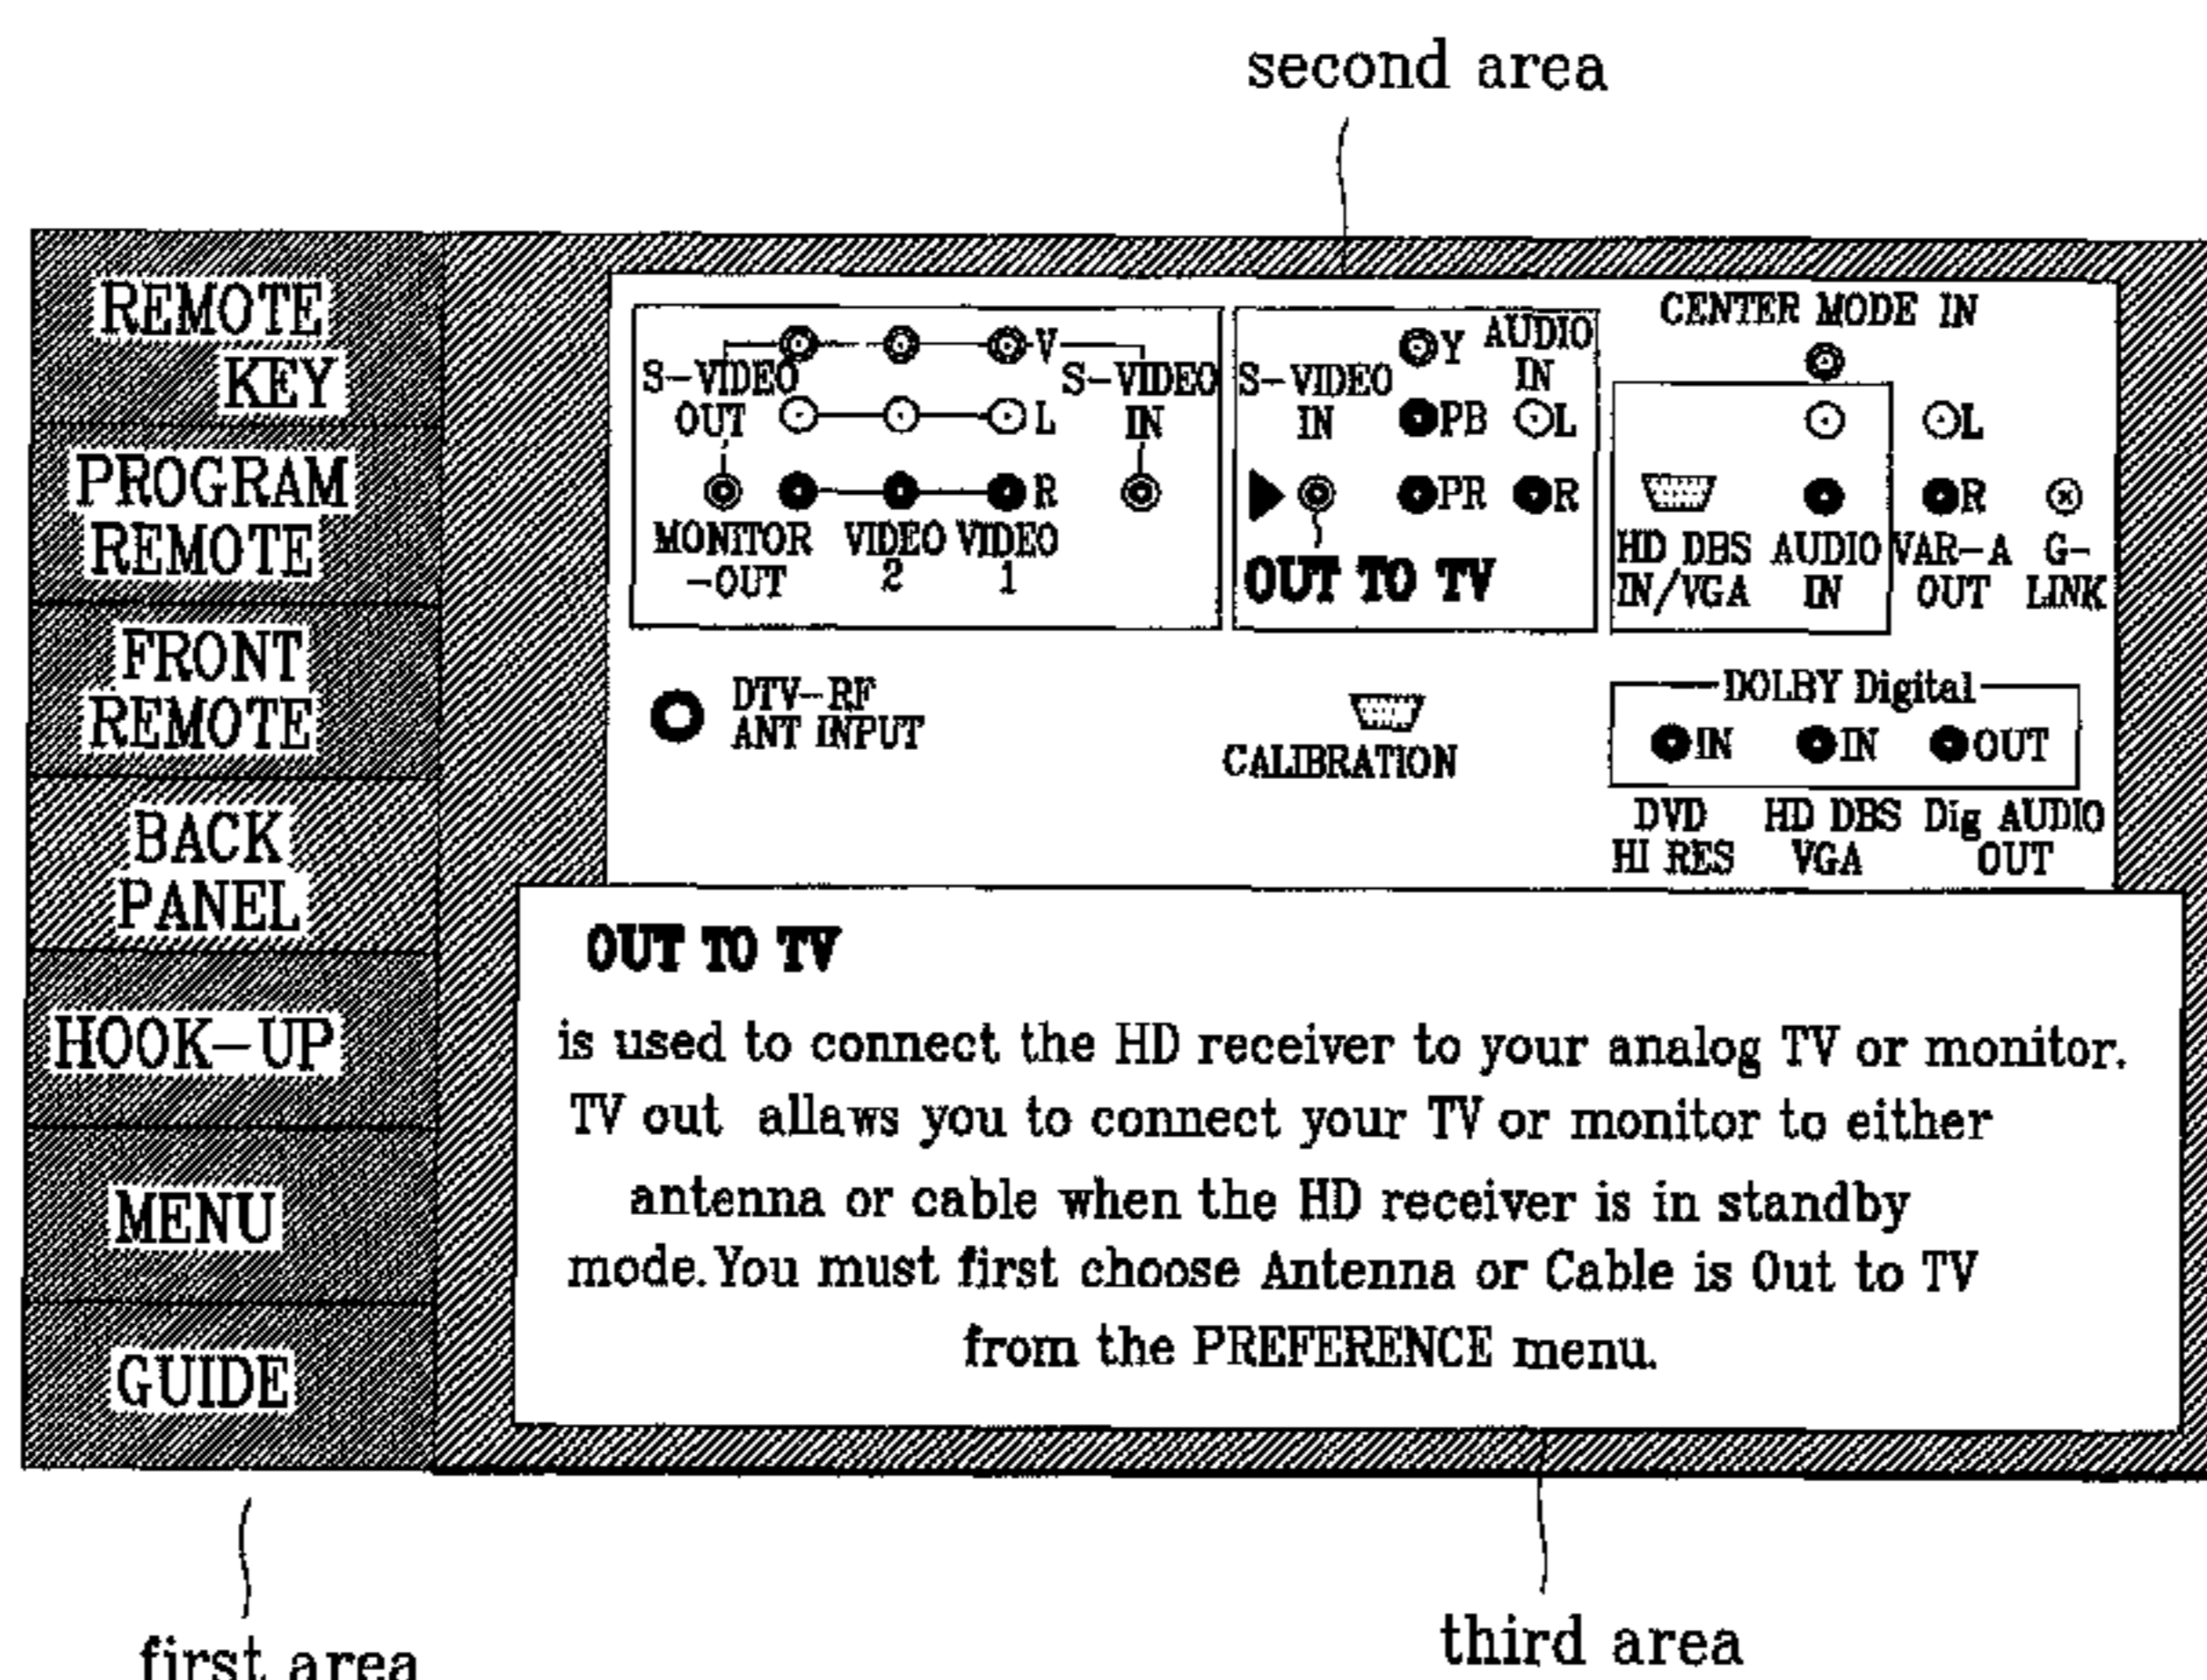 second area
REMOTE
KEY
PROGRAM
REMOTE
FRONT
REMOTE
BACK
PANEL
HOOK-UP
MENU
GUIDE
S-VIDEO
OUT
V
L
R
S-VIDEO
IN
MONITOR
-OUT
VIDEO
2
VIDEO
1
S-VIDEO
IN
Y
PB
PR
AUDIO
IN
L
R
OUT TO TV
CENTER MODE IN
L
R
HD DBS
IN/VGA
AUDIO
IN
VAR-A
OUT
G-
LINK
DTV-RF
ANT INPUT
CALIBRATION
DOLBY Digital
IN
IN
OUT
DVD
HI RES
HD DBS
VGA
Dig AUDIO
OUT
OUT TO TV
is used to connect the HD receiver to your analog TV or monitor.
TV out allaws you to connect your TV or monitor to either
antenna or cable when the HD receiver is in standby
mode. You must first choose Antenna or Cable is Out to TV
from the PREFERENCE menu.
first area
third area